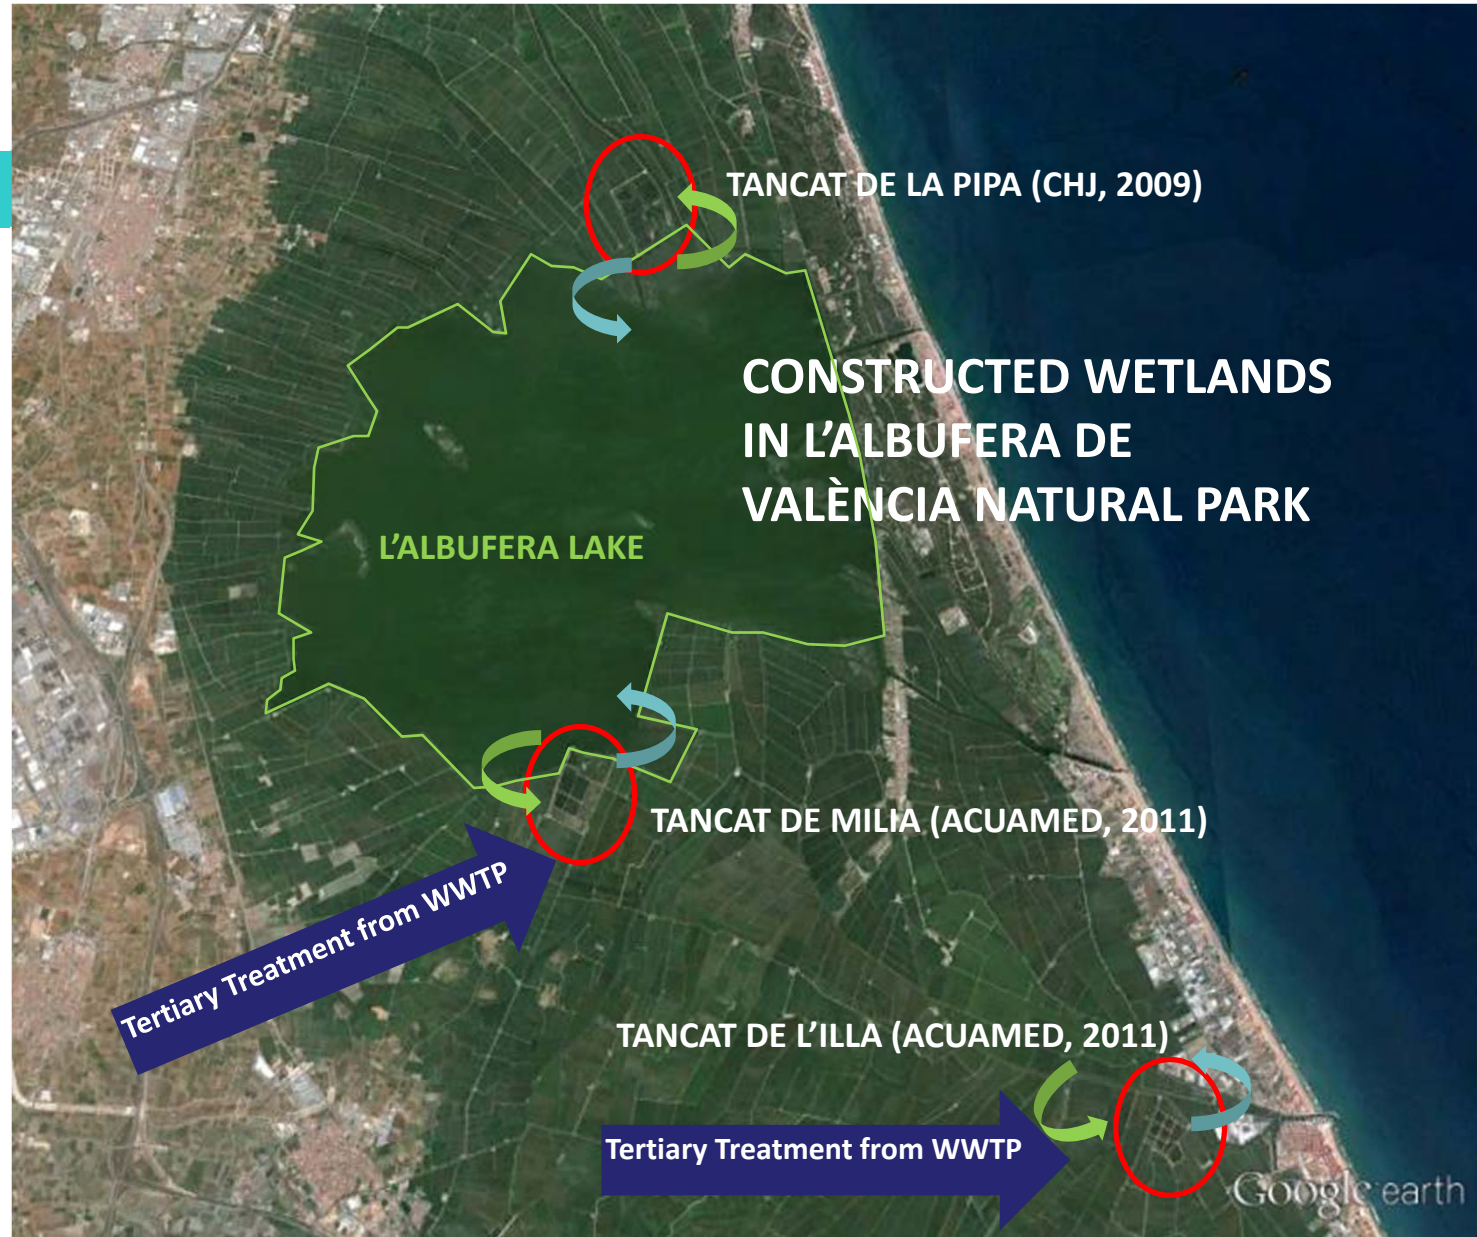 TANCAT DE LA PIPA (CHJ, 2009)
CONSTRUCTED WETLANDS
IN L’ALBUFERA DE
VALÈNCIA NATURAL PARK
L’ALBUFERA LAKE
TANCAT DE MILIA (ACUAMED, 2011)
Tertiary Treatment from WWTP
TANCAT DE L’ILLA (ACUAMED, 2011)
Tertiary Treatment from WWTP
Google earth